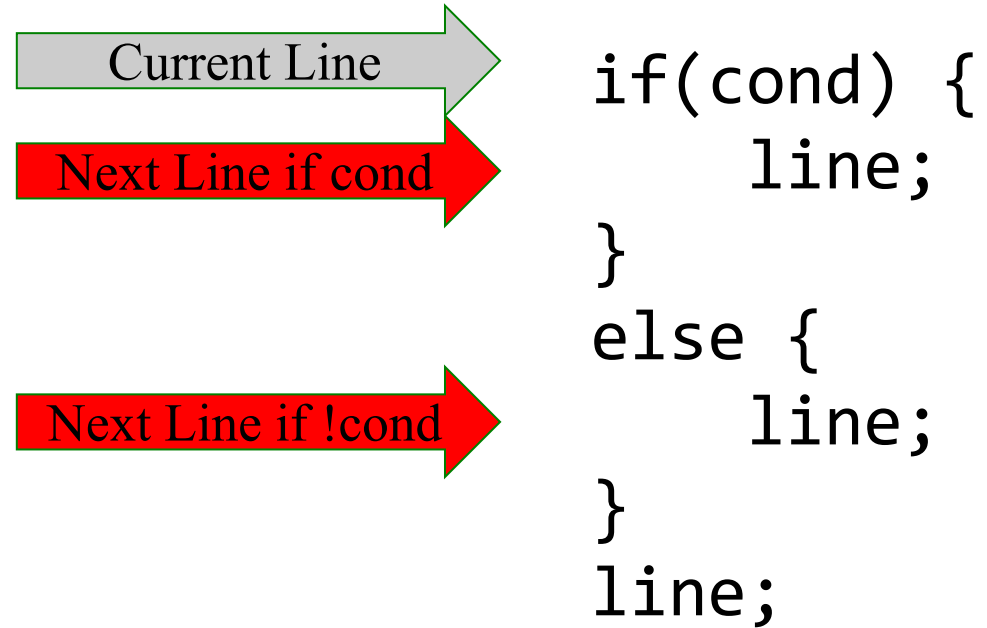 Current Line
if(cond) {
Next Line if cond
    line;
}
else {
Next Line if !cond
    line;
}
line;